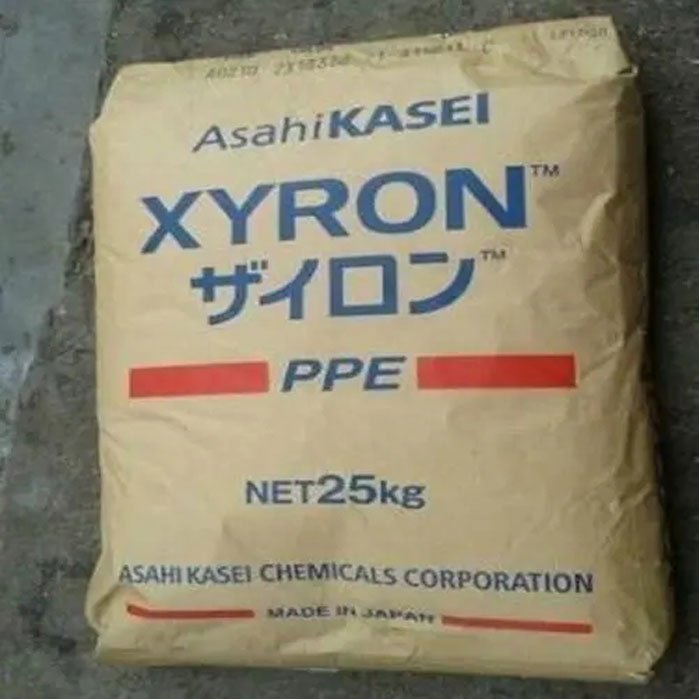 AsahiKASEI
XYRON™
ザイロン™
PPE
NET25kg
ASAHI KASEI CHEMICALS CORPORATION
MADE IN JAPAN